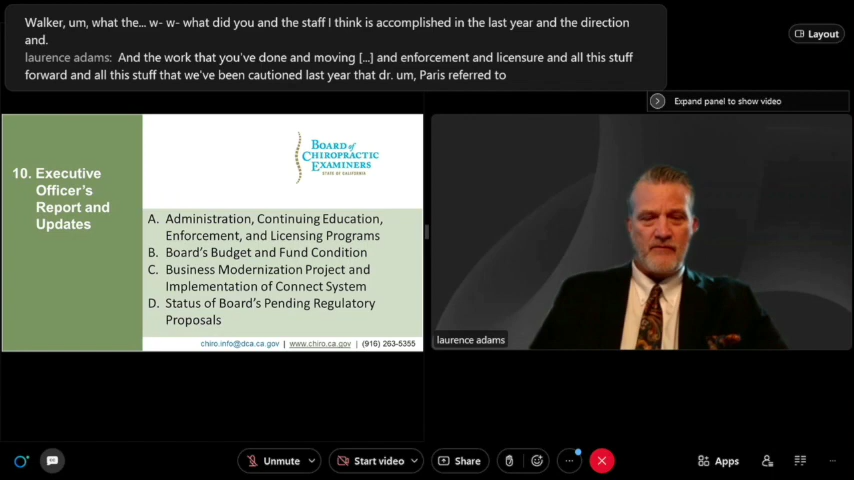 Walker, um, what the... w- w- what did you and the staff I think is accomplished in the last year and the direction
and.
laurence adams: And the work that you've done and moving [...] and enforcement and licensure and all this stuff
forward and all this stuff that we've been cautioned last year that dr. um, Paris referred to
Layout
Expand panel to show video
10. Executive
Officer's
Report and
Updates
BOARD of
CHIROPRACTIC
EXAMINERS
STATE OF CALIFORNIA
A. Administration, Continuing Education,
Enforcement, and Licensing Programs
B. Board's Budget and Fund Condition
C. Business Modernization Project and
Implementation of Connect System
D. Status of Board's Pending Regulatory
Proposals
chiro.info@dca.ca.gov | www.chiro.ca.gov | (916) 263-5355
laurence adams
Unmute
Start video
Share
Apps